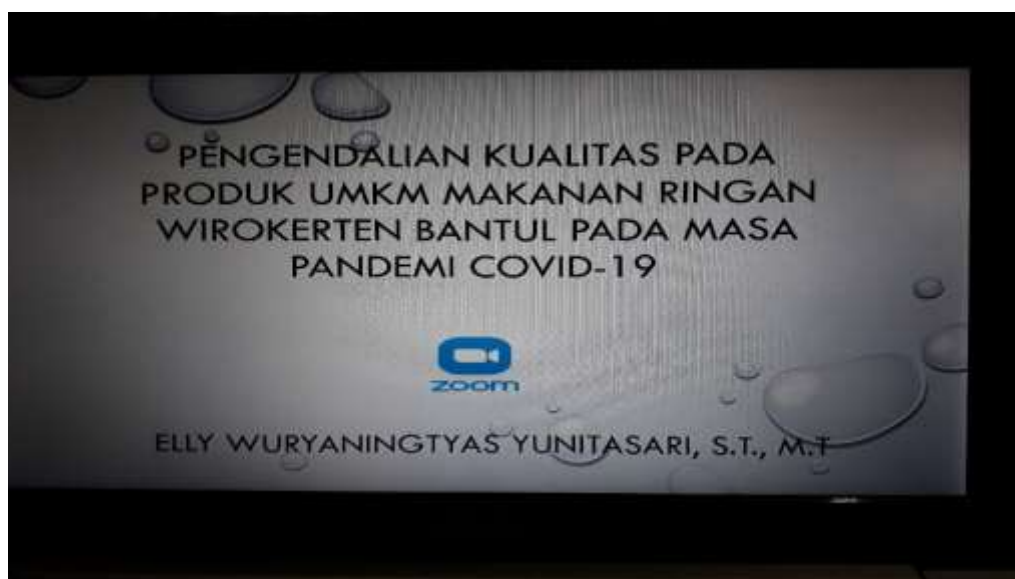 PENGENDALIAN KUALITAS PADA
PRODUK UMKM MAKANAN RINGAN
WIROKERTEN BANTUL PADA MASA
PANDEMI COVID-19
zoom
ELLY WURYANINGTYAS YUNITASARI, S.T., M.T